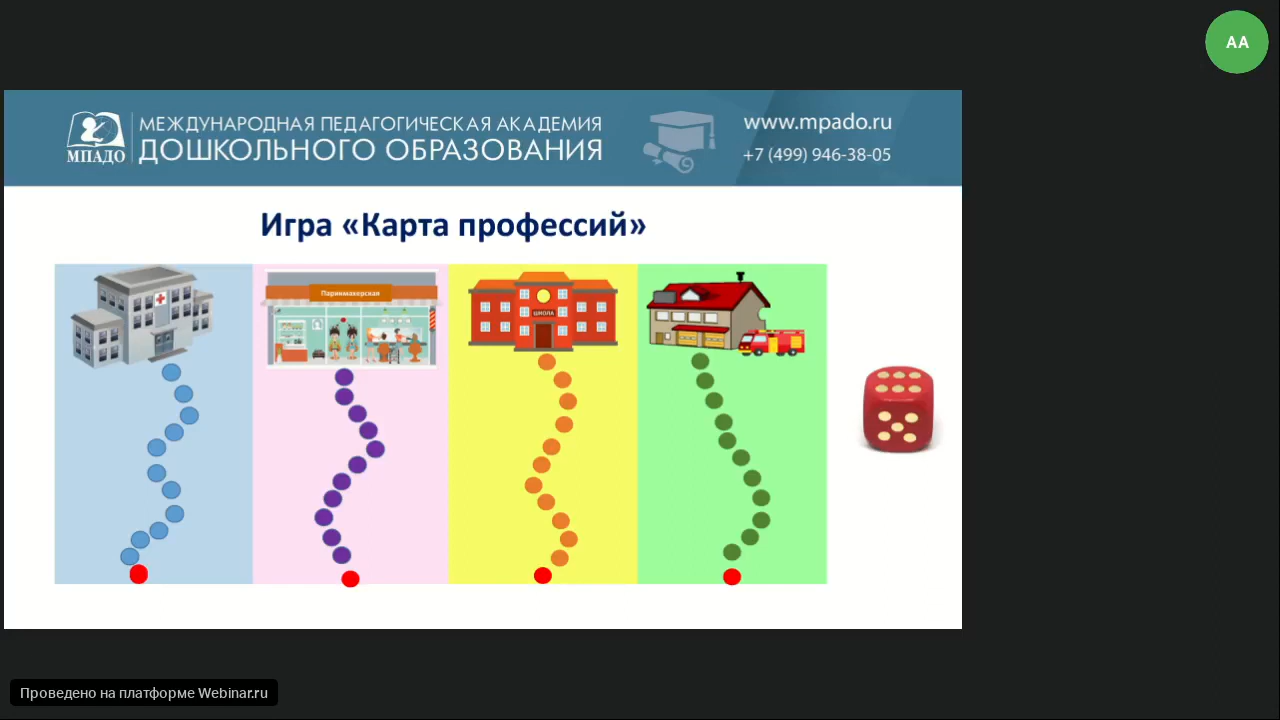 АА
МПАДО
МЕЖДУНАРОДНАЯ ПЕДАГОГИЧЕСКАЯ АКАДЕМИЯ
ДОШКОЛЬНОГО ОБРАЗОВАНИЯ
www.mpado.ru
+7 (499) 946-38-05
Игра «Карта профессий»
Парикмахерская
ШКОЛА
Проведено на платформе Webinar.ru